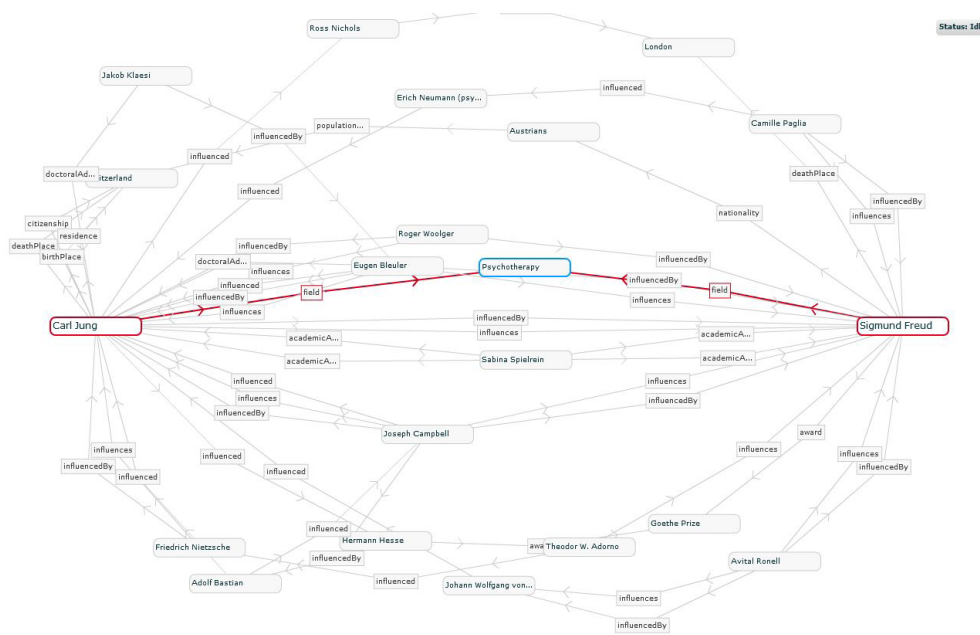 Ross Nichols
Status: Idl
London
Jakob Klaesi
influenced
Erich Neumann (psy...
population...
Austrians
Camille Paglia
influencedBy
influenced
deathPlace
doctoralAd...
itzerland
influenced
influencedBy
nationality
influences
citizenship
residence
Roger Woolger
deathPlace
influencedBy
birthPlace
influencedBy
doctoralAd...
Eugen Bleuler
Psychotherapy
influences
influencedBy
influenced
field
field
influencedBy
influences
influences
Carl Jung
influencedBy
Sigmund Freud
influences
academicA...
academicA...
academicA...
Sabina Spielrein
academicA...
influenced
influences
influences
influencedBy
influencedBy
Joseph Campbell
award
influences
influences
influenced
influences
influencedBy
influenced
influenced
influencedBy
Goethe Prize
influenced
Friedrich Nietzsche
Hermann Hesse
awa
Theodor W. Adorno
influencedBy
Avital Ronell
Adolf Bastian
influenced
Johann Wolfgang von...
influences
influencedBy